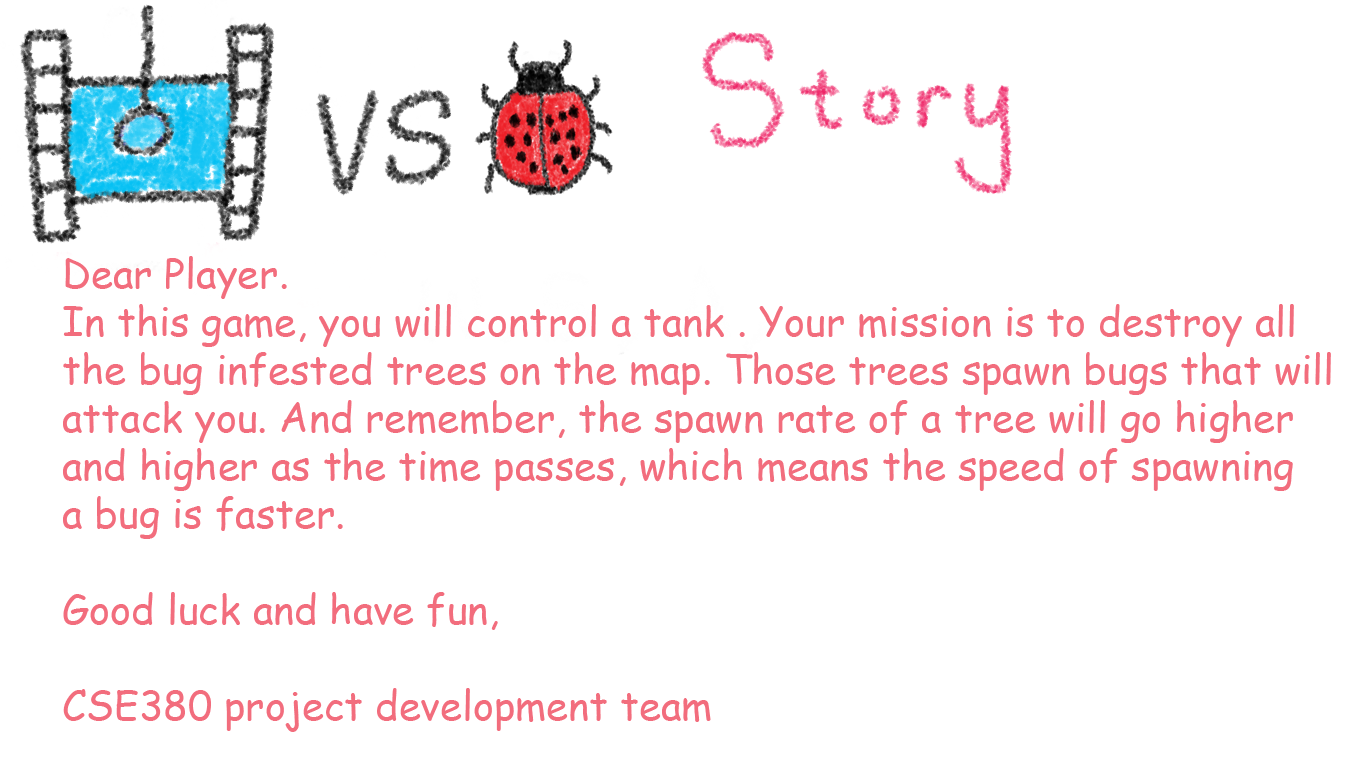 VS Story
Dear Player.
In this game, you will control a tank . Your mission is to destroy all
the bug infested trees on the map. Those trees spawn bugs that will
attack you. And remember, the spawn rate of a tree will go higher
and higher as the time passes, which means the speed of spawning
a bug is faster.
Good luck and have fun,
CSE380 project development team